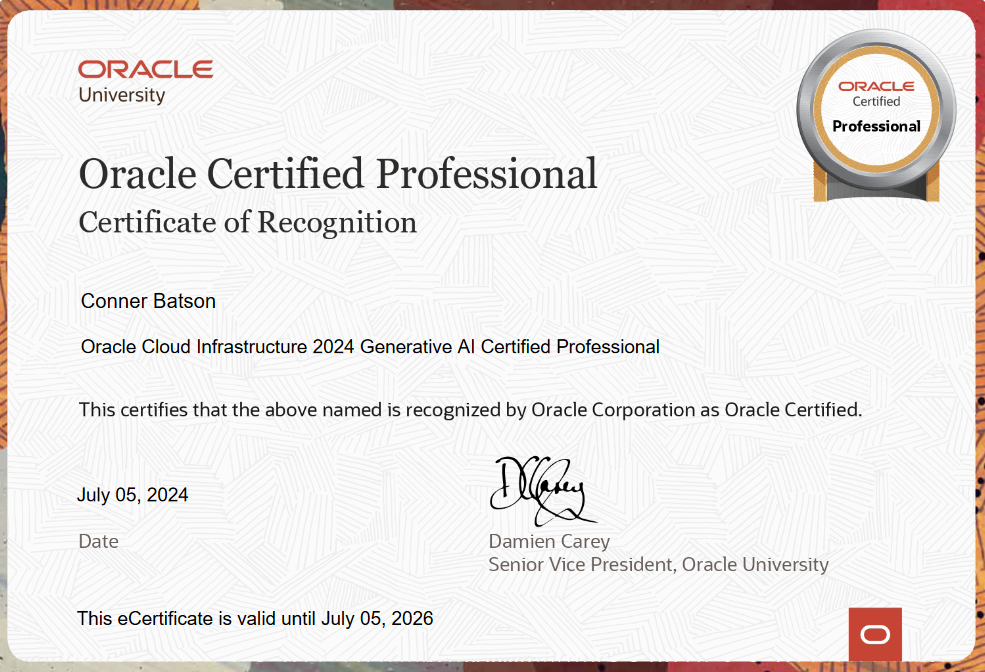 ORACLE
University
ORACLE
Certified
Professional
Oracle Certified Professional
Certificate of Recognition
Conner Batson
Oracle Cloud Infrastructure 2024 Generative AI Certified Professional
This certifies that the above named is recognized by Oracle Corporation as Oracle Certified.
July 05, 2024
DCarey
Date
Damien Carey
Senior Vice President, Oracle University
This eCertificate is valid until July 05, 2026